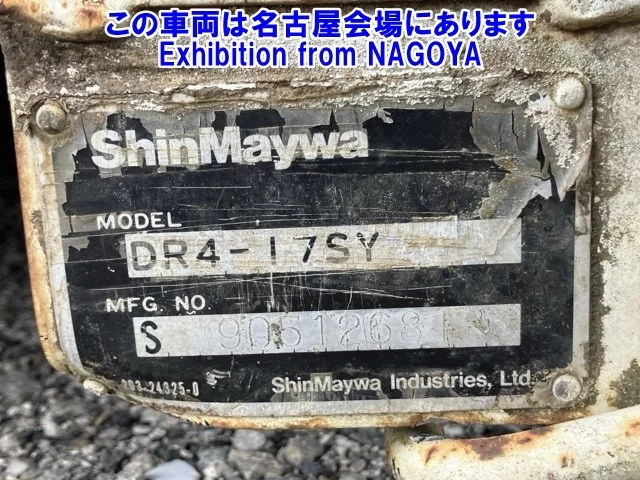 この車両は名古屋会場にあります
Exhibition from NAGOYA
ShinMaywa
MODEL
DR4-17SY
MFG. NO.
S 9051268
ShinMaywa Industries, Ltd.